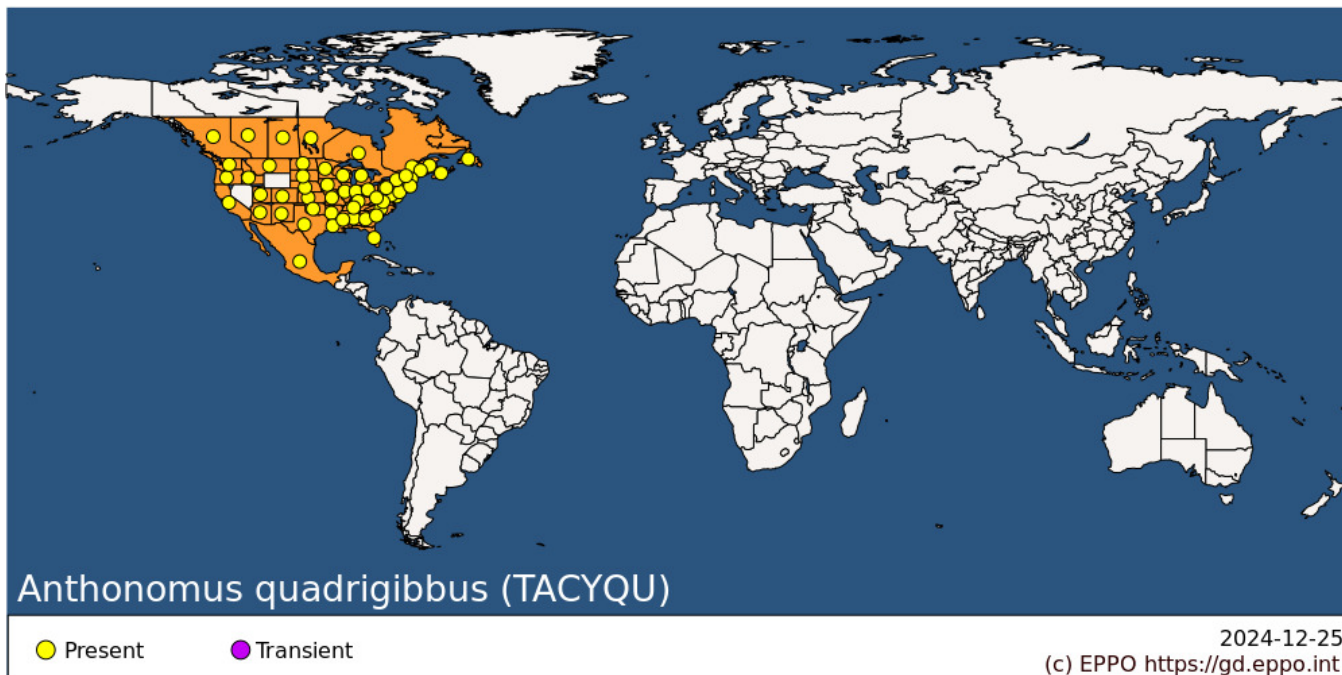 Anthonomus quadrigibbus (TACYQU)
Present
Transient
2024-12-25
(c) EPPO https://gd.eppo.int